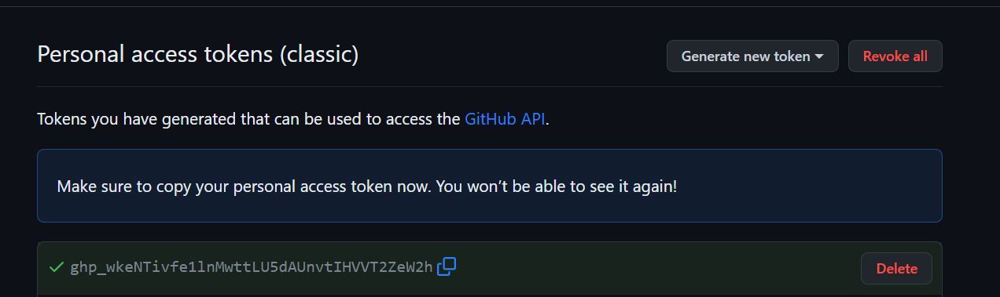 Personal access tokens (classic)
Generate new token
Revoke all
Tokens you have generated that can be used to access the GitHub API.
Make sure to copy your personal access token now. You won’t be able to see it again!
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
Delete